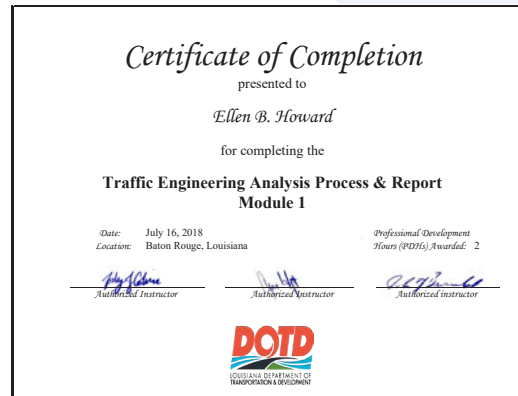 Certificate of Completion
presented to
Ellen B. Howard
for completing the
Traffic Engineering Analysis Process & Report
Module 1
Date: July 16, 2018
Location: Baton Rouge, Louisiana
Professional Development
Hours (PDHs) Awarded: 2
Authorized Instructor
Authorized Instructor
Authorized instructor
DOTD
LOUISIANA DEPARTMENT OF
TRANSPORTATION & DEVELOPMENT